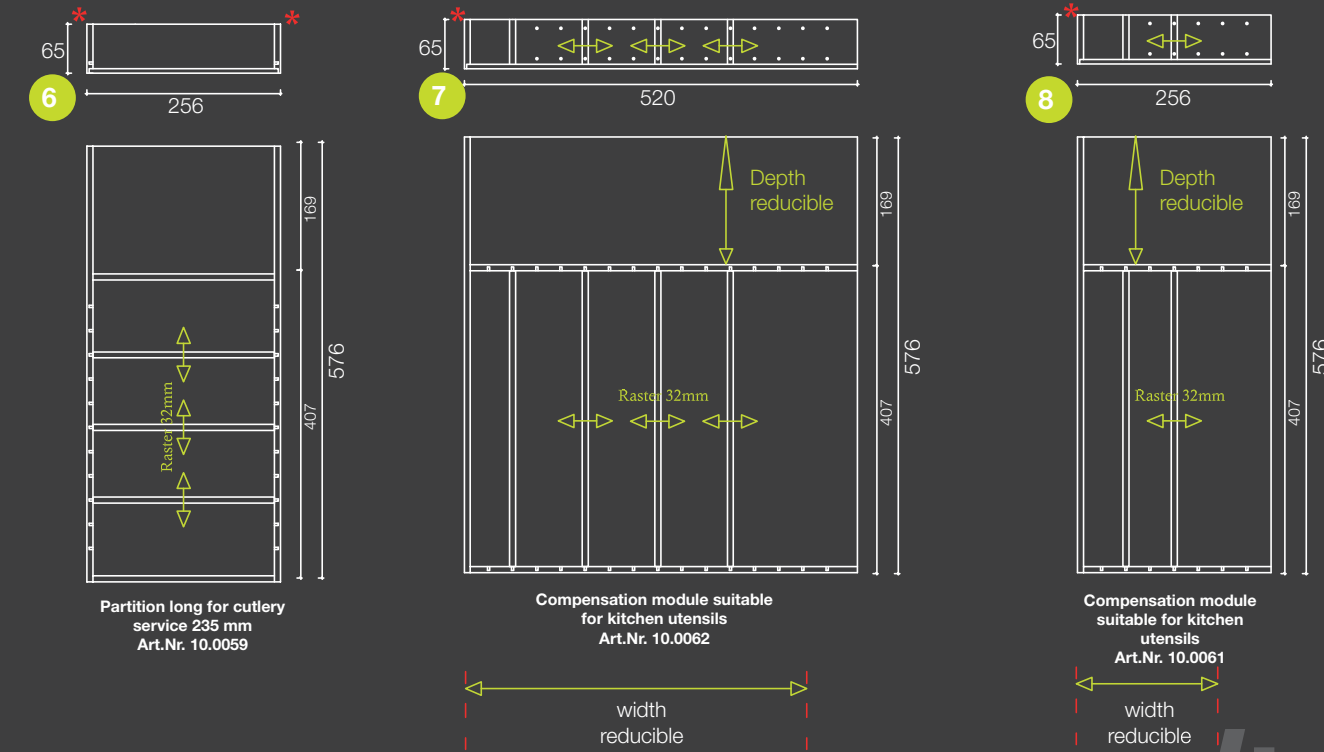 *
*
65
6
256
169
576
407
Raster 32mm
Partition long for cutlery
service 235 mm
Art.Nr. 10.0059
*
65
7
520
Depth
reducible
169
576
407
Raster 32mm
Compensation module suitable
for kitchen utensils
Art.Nr. 10.0062
width
reducible
*
65
8
256
Depth
reducible
169
576
407
Raster 32mm
Compensation module
suitable for kitchen
utensils
Art.Nr. 10.0061
width
reducible